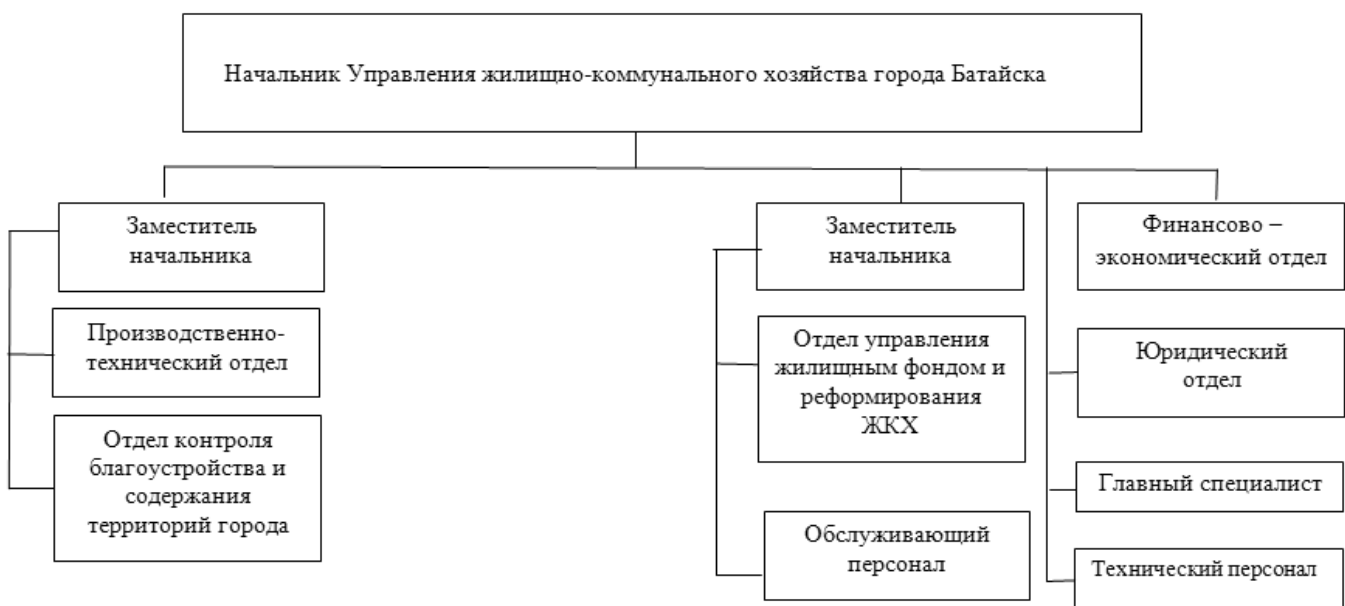 Начальник Управления жилищно-коммунального хозяйства города Батайска
Заместитель
начальника
Производственно-
технический отдел
Отдел контроля
благоустройства и
содержания
территорий города
Заместитель
начальника
Отдел управления
жилищным фондом и
реформирования
ЖКХ
Обслуживающий
персонал
Финансово –
экономический отдел
Юридический
отдел
Главный специалист
Технический персонал